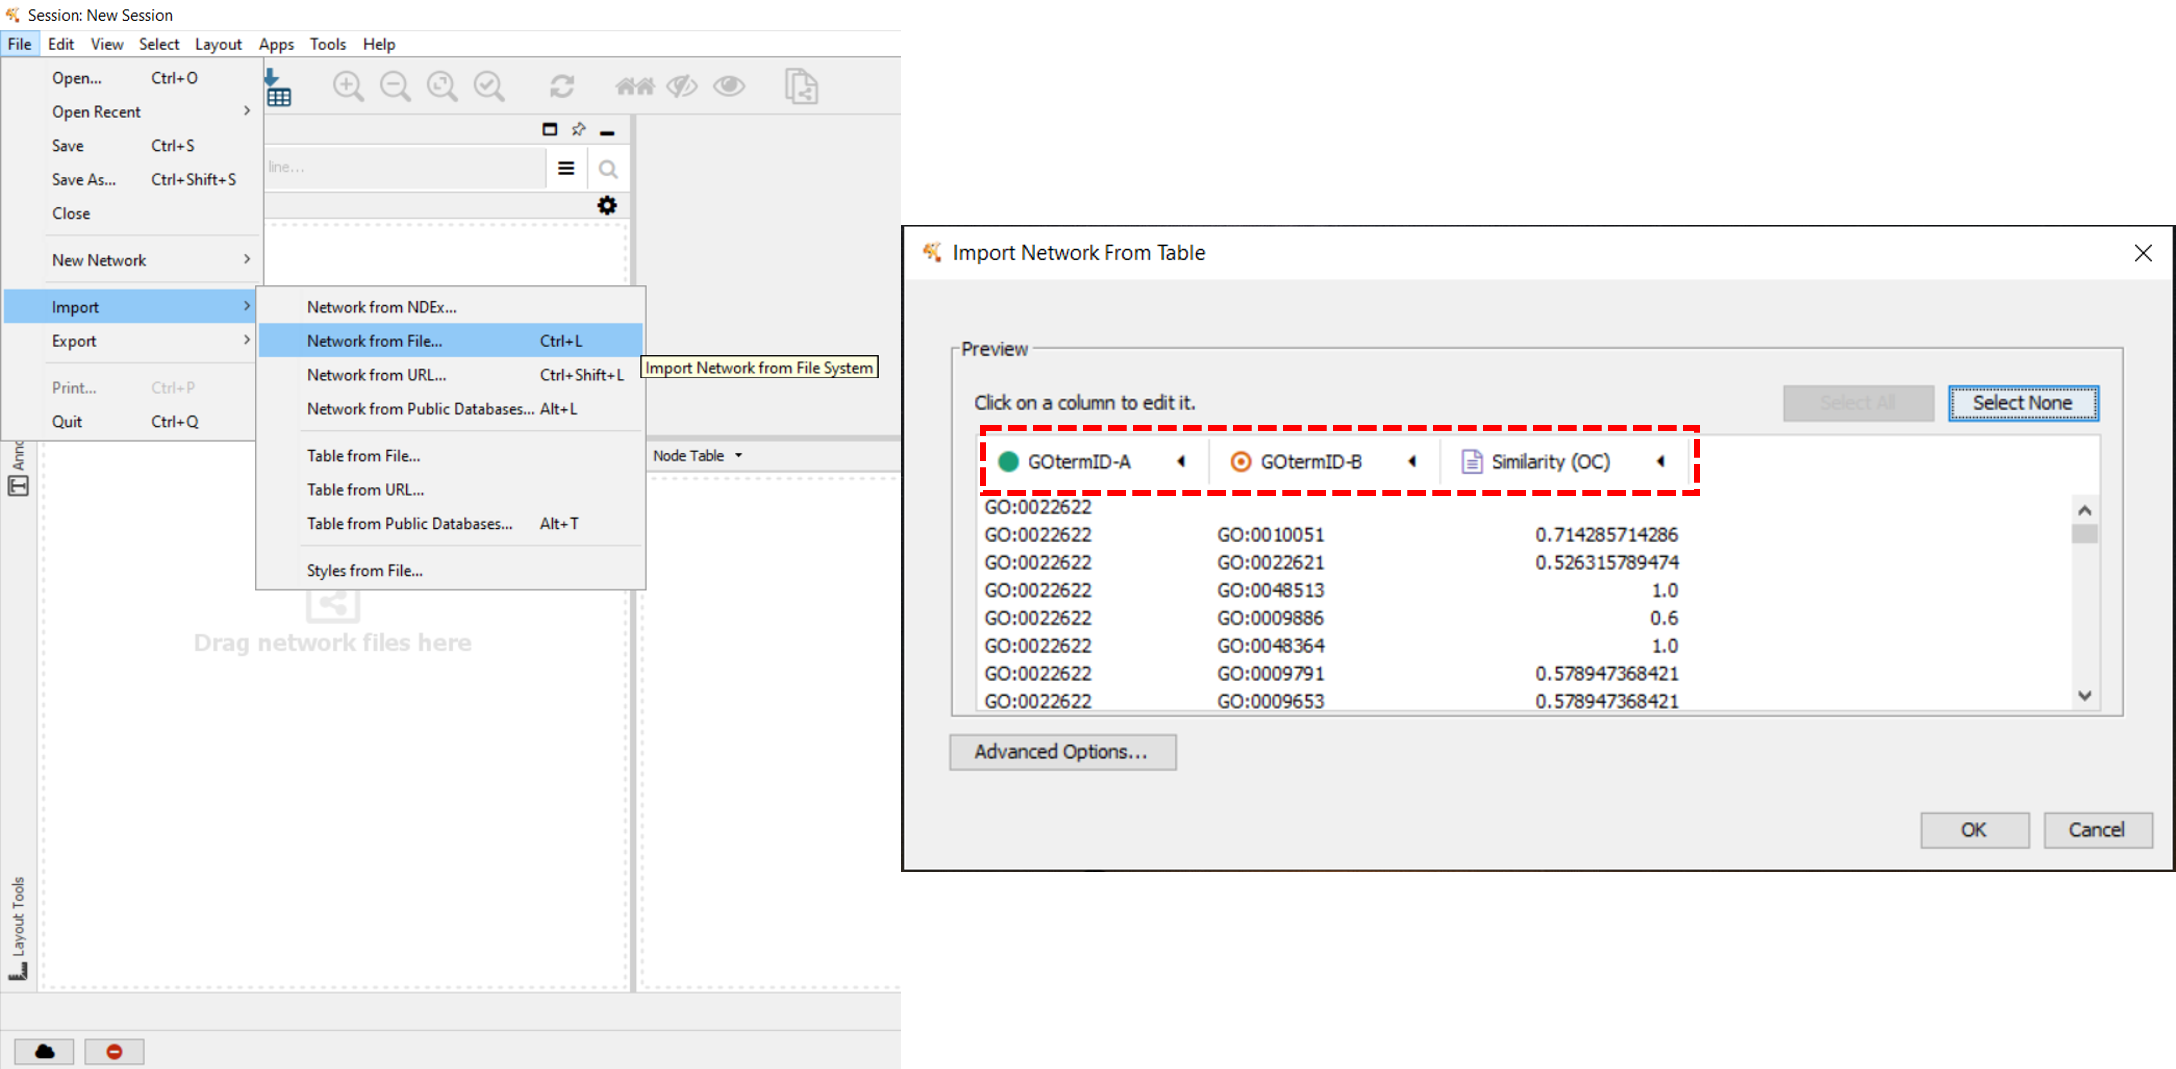 Session: New Session
File Edit View Select Layout Apps Tools Help
Open... Ctrl+O
Open Recent
Save Ctrl+S
Save As... Ctrl+Shift+S
Close
New Network
Import
Export
Print... Ctrl+P
Quit Ctrl+Q
line...
Network from NDEx...
Network from File... Ctrl+L
Network from URL... Ctrl+Shift+L
Network from Public Databases... Alt+L
Table from File...
Table from URL...
Table from Public Databases... Alt+T
Styles from File...
Import Network from File System
Node Table
Anno
T
Drag network files here
Layout Tools
Import Network From Table
Preview
Click on a column to edit it.
Select All Select None
GOtermID-A GOtermID-B Similarity (OC)
GO:0022622
GO:0022622 GO:0010051 0.714285714286
GO:0022622 GO:0022621 0.526315789474
GO:0022622 GO:0048513 1.0
GO:0022622 GO:0009886 0.6
GO:0022622 GO:0048364 1.0
GO:0022622 GO:0009791 0.578947368421
GO:0022622 GO:0009653 0.578947368421
Advanced Options...
OK Cancel